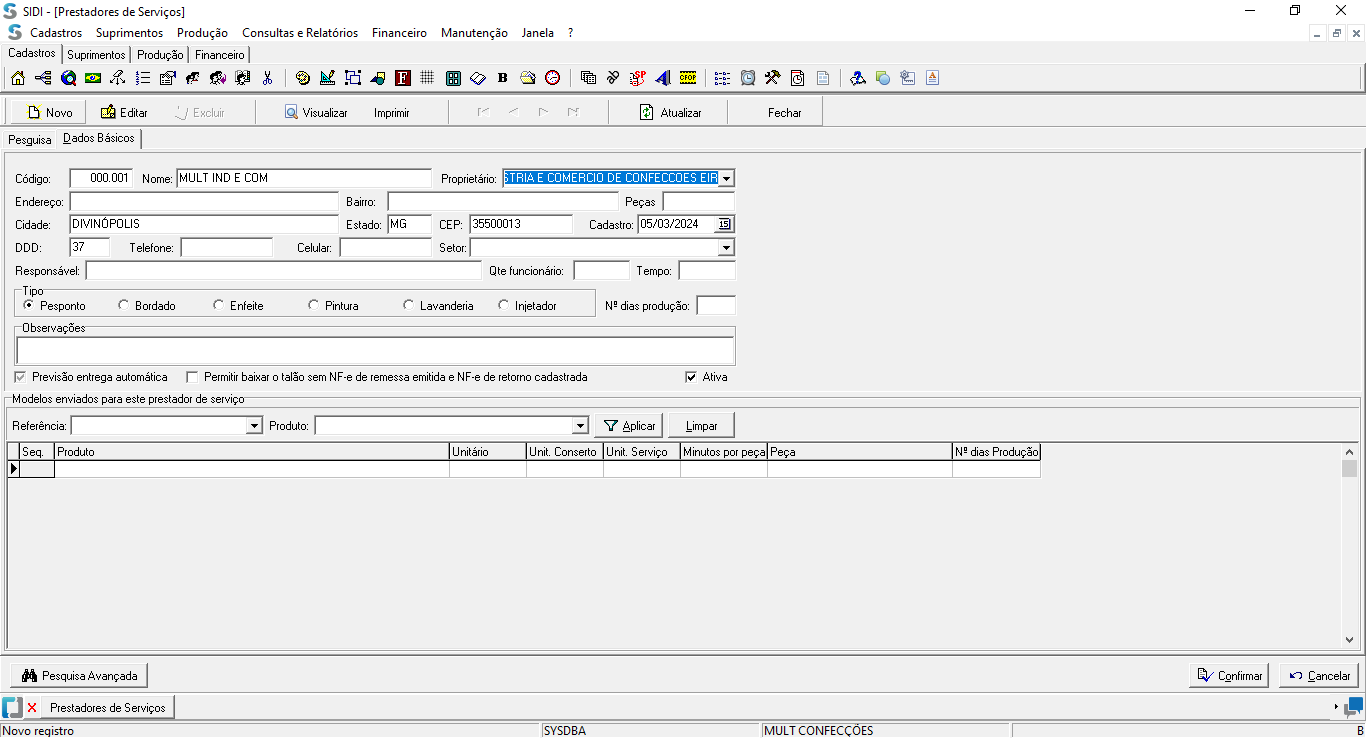 SIDI - [Prestadores de Serviços]
Cadastros Suprimentos Produção Consultas e Relatórios Financeiro Manutenção Janela ?
Cadastros Suprimentos Produção Financeiro
F B SP CFOP A
Novo Editar Excluir Visualizar Imprimir Atualizar Fechar
Pesquisa Dados Básicos
Código: 000.001 Nome: MULT IND E COM Proprietário: STRIA E COMERCIO DE CONFECCOES EIR
Endereço: Bairro: Peças
Cidade: DIVINÓPOLIS Estado: MG CEP: 35500013 Cadastro: 05/03/2024 15
DDD: 37 Telefone: Celular: Setor:
Responsável: Qte funcionário: Tempo:
Tipo
Pesponto Bordado Enfeite Pintura Lavanderia Injetador Nº dias produção:
Observações
Previsão entrega automática Permitir baixar o talão sem NF-e de remessa emitida e NF-e de retorno cadastrada Ativa
Modelos enviados para este prestador de serviço
Referência: Produto: Aplicar Limpar
Seq. Produto Unitário Unit. Conserto Unit. Serviço Minutos por peça Peça Nº dias Produção
Pesquisa Avançada Confirmar Cancelar
Prestadores de Serviços
Novo registro SYSDBA MULT CONFECÇÕES B